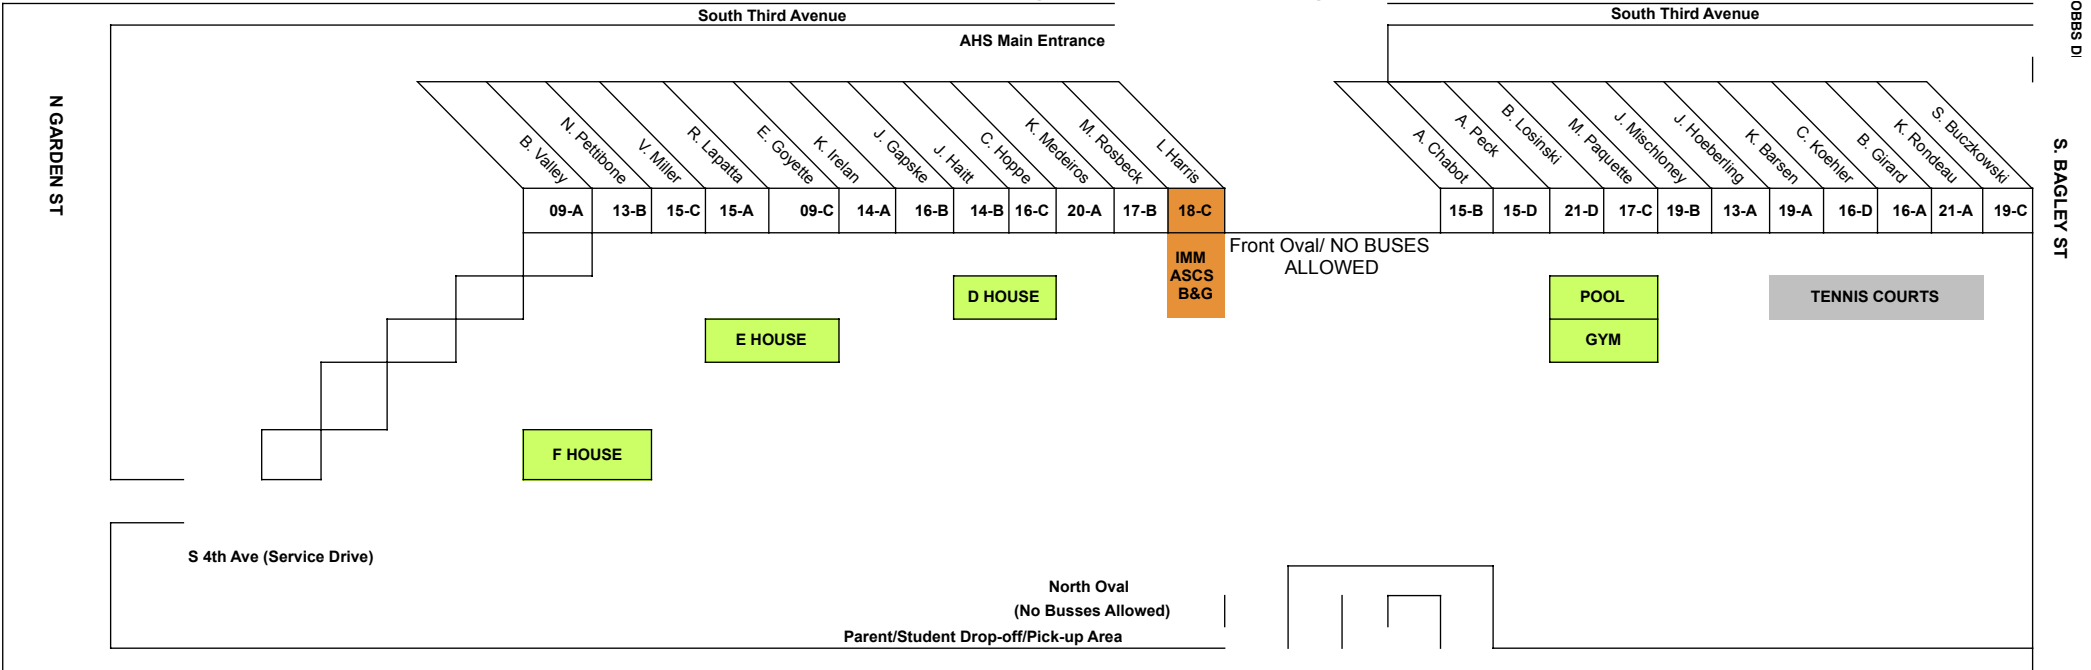 South Third Avenue
South Third Avenue
AHS Main Entrance
N GARDEN ST
B. Valley
N. Pettibone
V. Miller
R. Lapatta
E. Goyette
K. Irelan
J. Gapske
J. Haitt
C. Hoppe
K. Medeiros
M. Rosbeck
I. Harris
A. Chabot
A. Peck
B. Losinski
M. Paquette
J. Mischloney
J. Hoeberling
K. Barsen
C. Koehler
B. Girard
K. Rondeau
S. Buczkowski
S. BAGLEY ST
09-A 13-B 15-C 15-A 09-C 14-A 16-B 14-B 16-C 20-A 17-B 18-C
15-B 15-D 21-D 17-C 19-B 13-A 19-A 16-D 16-A 21-A 19-C
IMM
ASCS
B&G
Front Oval/ NO BUSES
ALLOWED
D HOUSE
POOL
TENNIS COURTS
E HOUSE
GYM
F HOUSE
S 4th Ave (Service Drive)
North Oval
(No Busses Allowed)
Parent/Student Drop-off/Pick-up Area